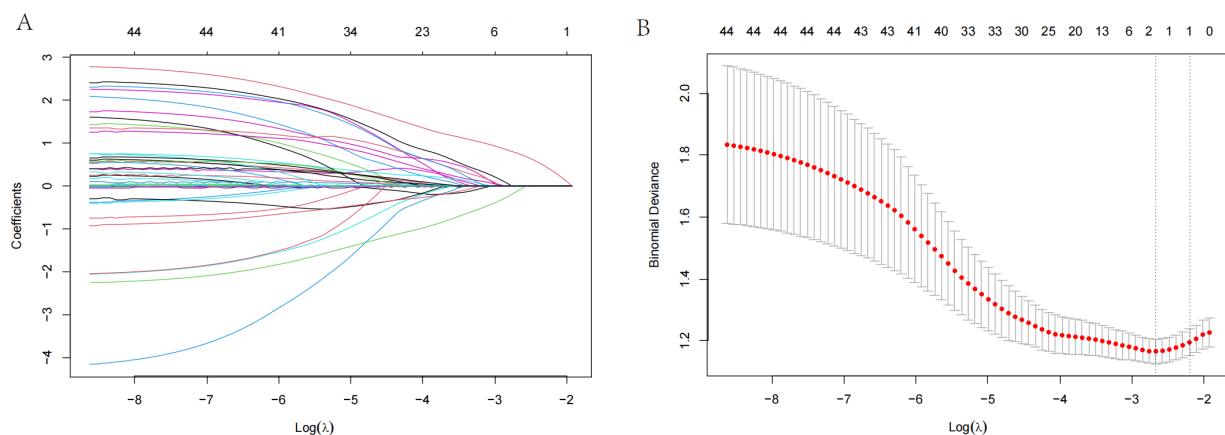 A
44 44 41 34 23 6 1
3
2
1
0
−1
−2
−3
−4
Coefficients
−8 −7 −6 −5 −4 −3 −2
Log(λ)
B
44 44 44 44 43 43 41 40 33 33 30 25 20 13 6 2 1 1 0
2.0
1.8
1.6
1.4
1.2
Binomial Deviance
−8 −7 −6 −5 −4 −3 −2
Log(λ)